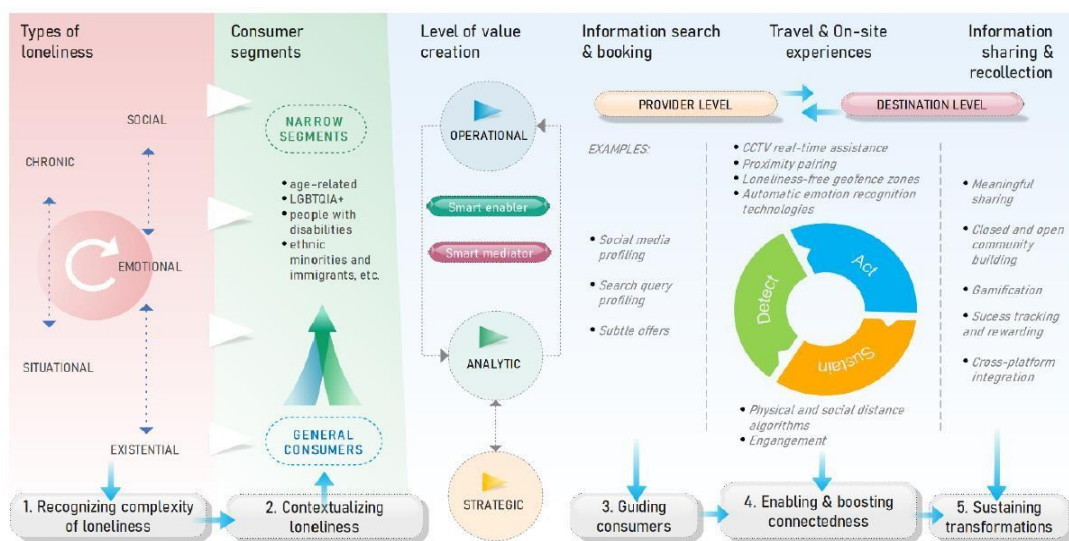 Types of
loneliness
SOCIAL
CHRONIC
EMOTIONAL
SITUATIONAL
EXISTENTIAL
1. Recognizing complexity
of loneliness
Consumer
segments
NARROW
SEGMENTS
• age-related
• LGBTQIA+
• people with
disabilities
• ethnic
minorities and
immigrants, etc.
GENERAL
CONSUMERS
2. Contextualizing
loneliness
Level of value
creation
OPERATIONAL
Smart enabler
Smart mediator
ANALYTIC
STRATEGIC
Information search
& booking
Travel & On-site
experiences
Information
sharing &
recollection
PROVIDER LEVEL
DESTINATION LEVEL
EXAMPLES:
• Social media
profiling
• Search query
profiling
• Subtle offers
3. Guiding
consumers
• CCTV real-time assistance
• Proximity pairing
• Loneliness-free geofence zones
• Automatic emotion recognition
technologies
Detect
Act
Sustain
• Physical and social distance
algorithms
• Engangement
4. Enabling & boosting
connectedness
• Meaningful
sharing
• Closed and open
community
building
• Gamification
• Sucess tracking
and rewarding
• Cross-platform
integration
5. Sustaining
transformations